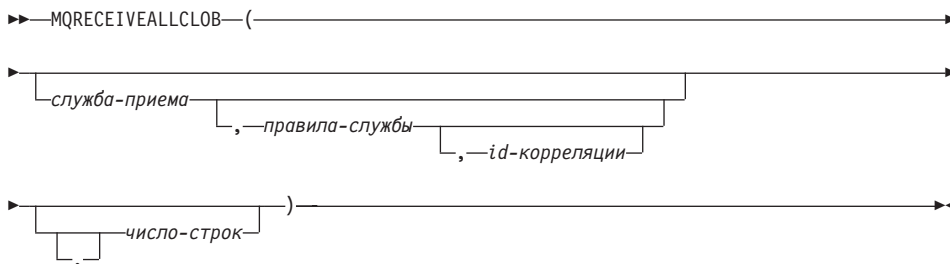 MQRECEIVEALLCLOB (
служба-приема
, правила-службы
, id-корреляции
)
число-строк
,